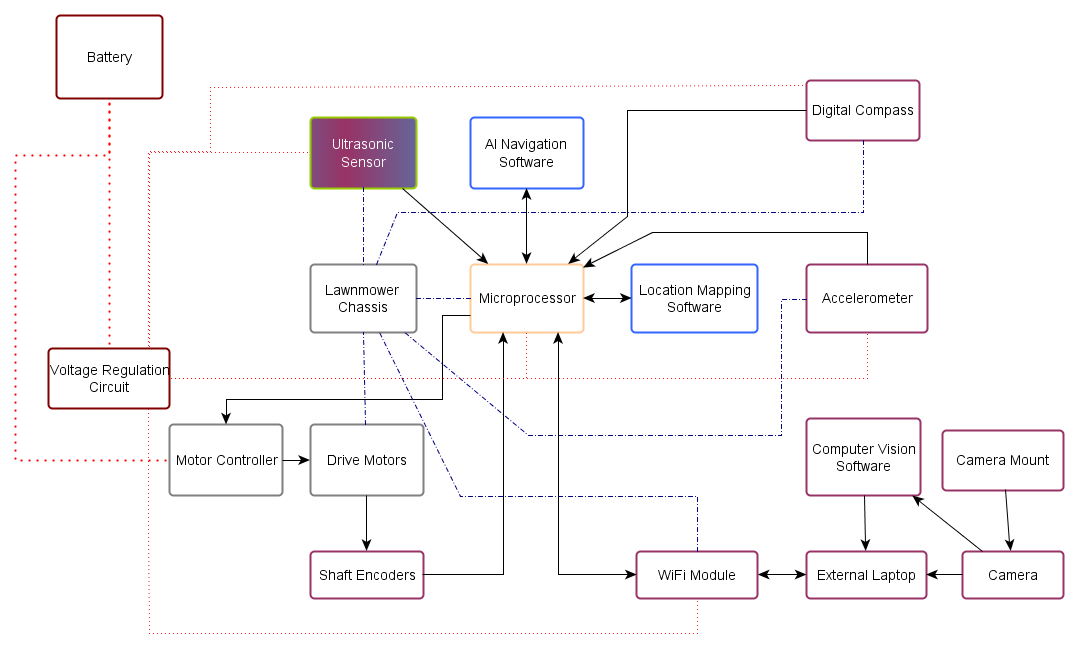 Battery
Digital Compass
Ultrasonic
Sensor
AI Navigation
Software
Lawnmower
Chassis
Microprocessor
Location Mapping
Software
Accelerometer
Voltage Regulation
Circuit
Motor Controller
Drive Motors
Computer Vision
Software
Camera Mount
Shaft Encoders
WiFi Module
External Laptop
Camera